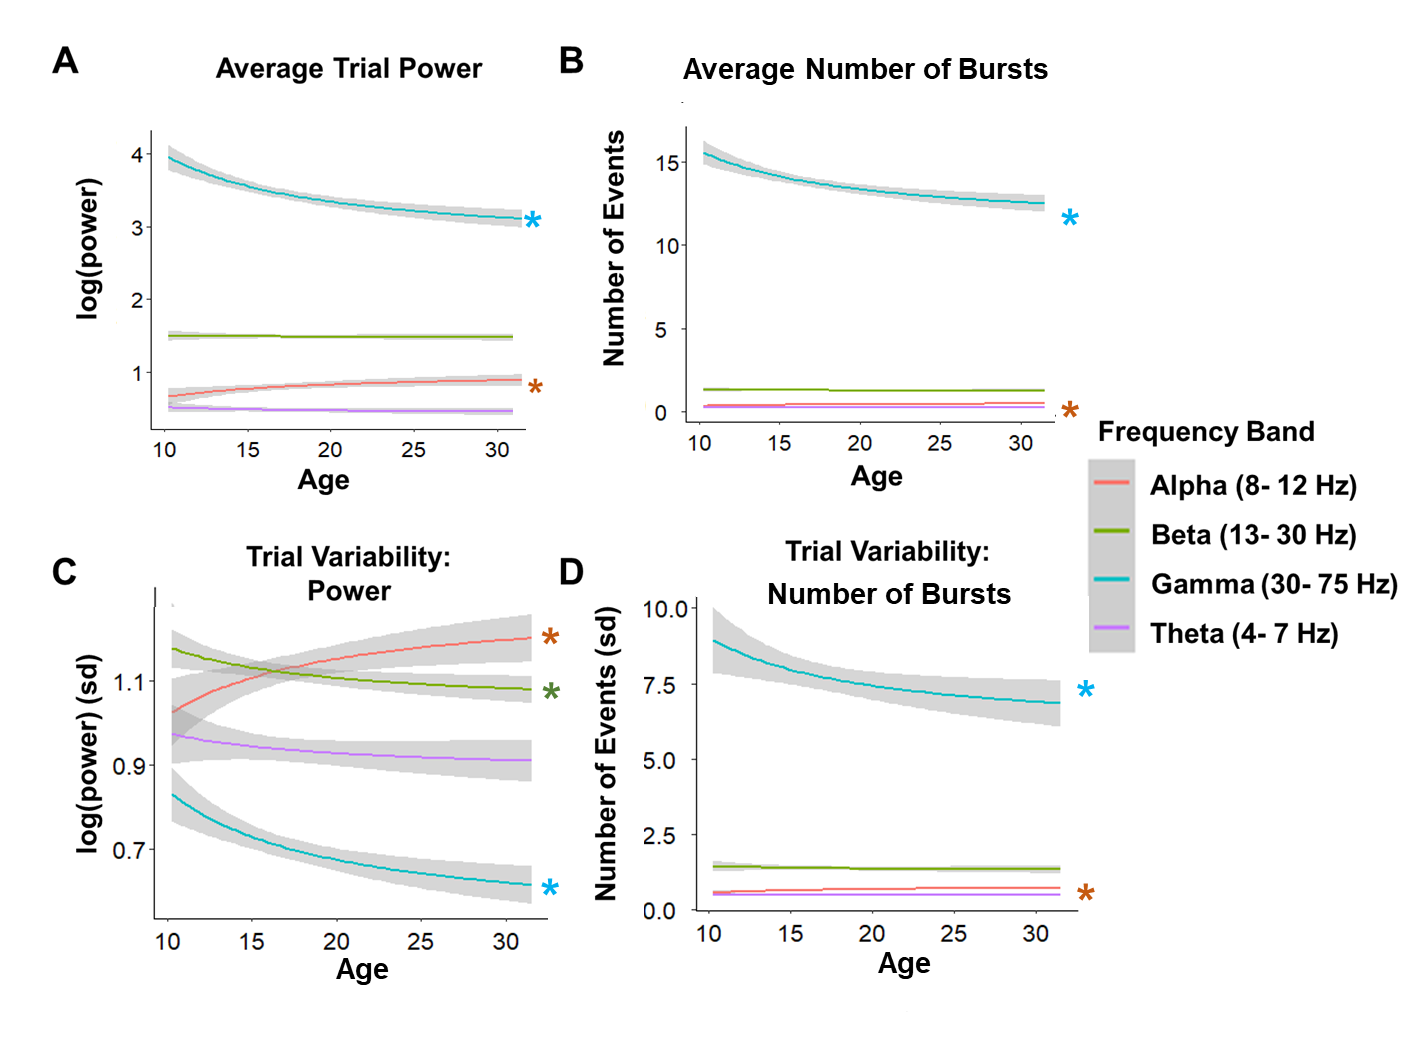 A
Average Trial Power
log(power)
4
3
2
1
*
*
10 15 20 25 30
Age
B
Average Number of Bursts
Number of Events
15
10
5
0
*
*
10 15 20 25 30
Age
Frequency Band
Alpha (8- 12 Hz)
Beta (13- 30 Hz)
Gamma (30- 75 Hz)
Theta (4- 7 Hz)
C
Trial Variability:
Power
log(power) (sd)
1.1
0.9
0.7
*
*
*
10 15 20 25 30
Age
D
Trial Variability:
Number of Bursts
Number of Events (sd)
10.0
7.5
5.0
2.5
0.0
*
*
10 15 20 25 30
Age